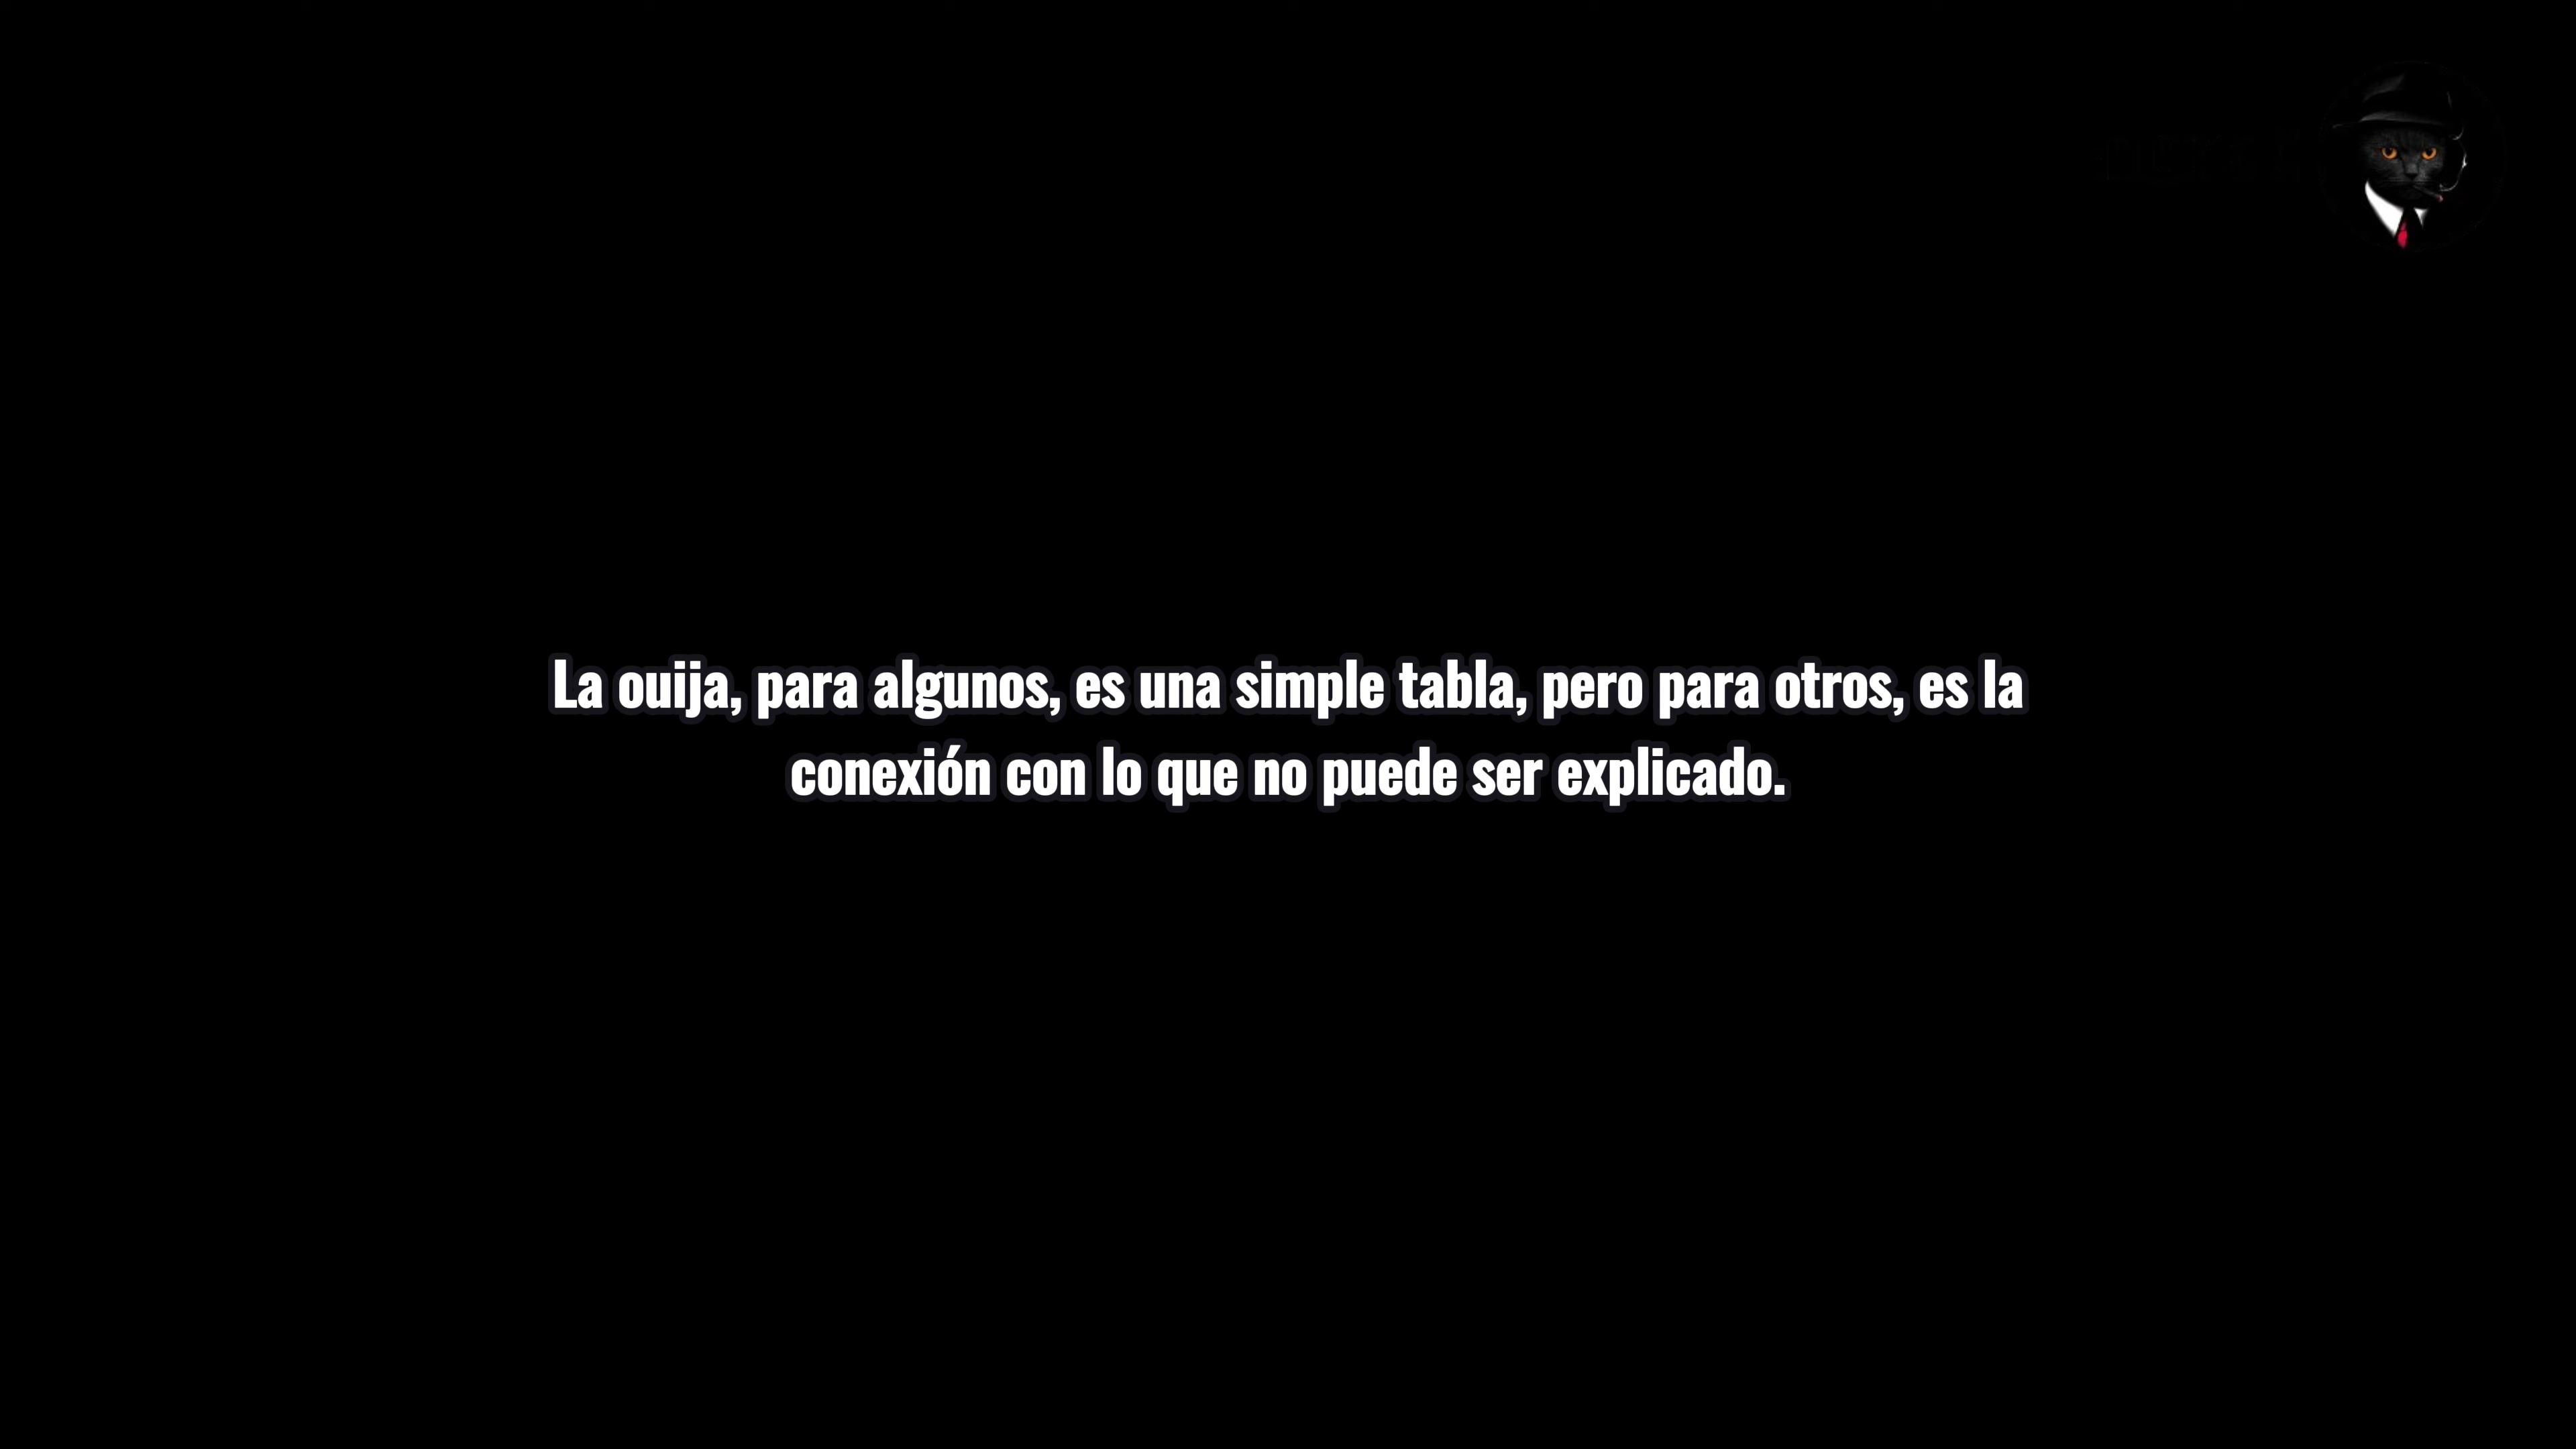 La ouija, para algunos, es una simple tabla, pero para otros, es la
conexión con lo que no puede ser explicado.